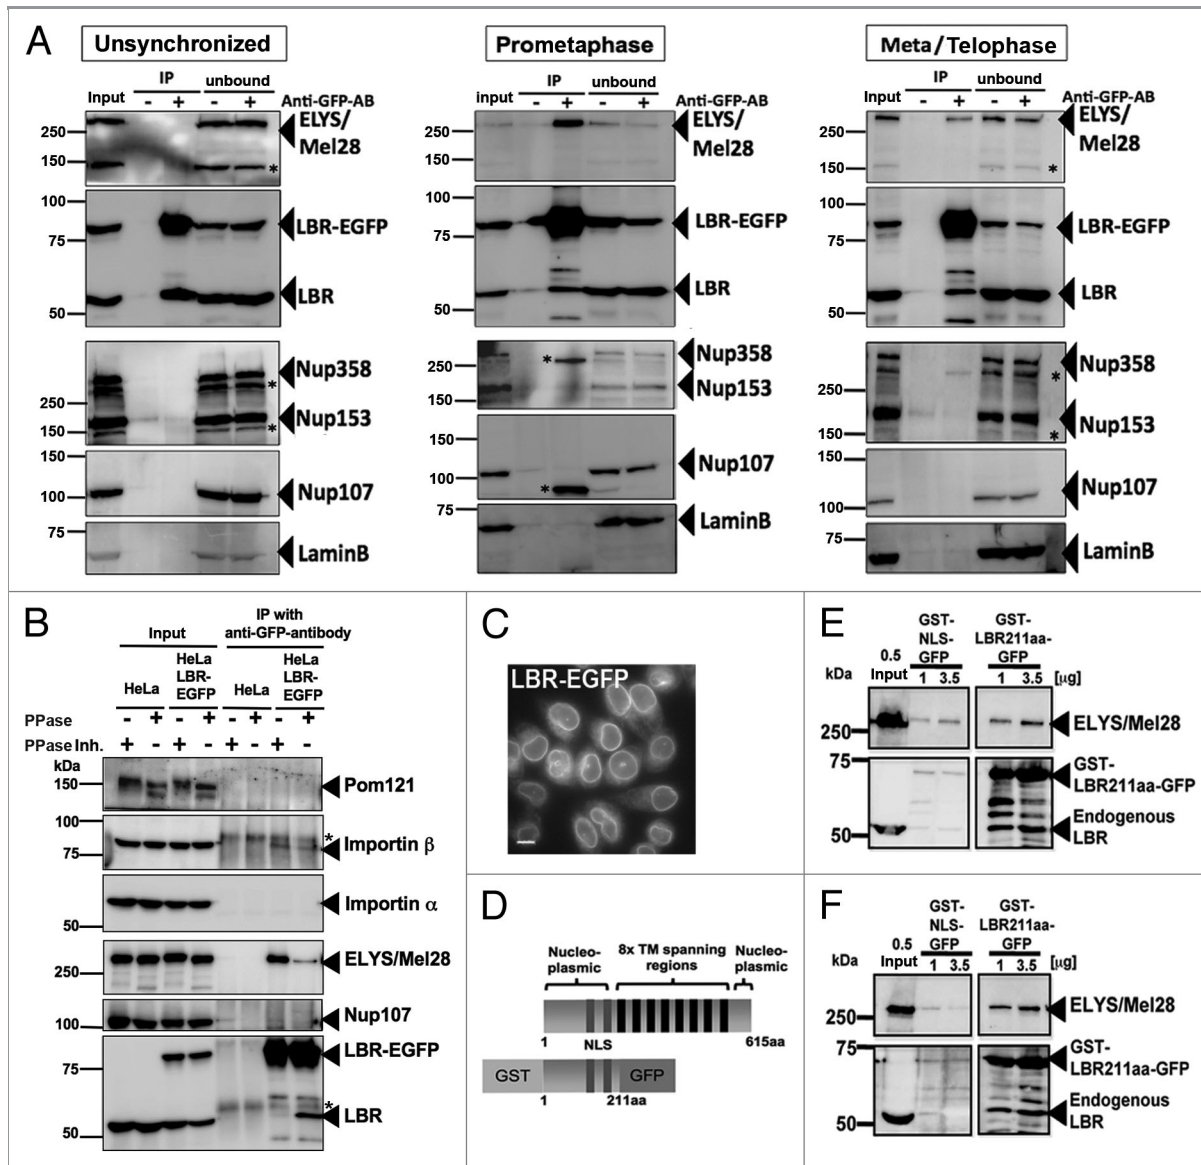 A
Unsynchronized
IP
unbound
Input
-
+
-
+
Anti-GFP-AB
250
150
ELYS/
Mel28
*
100
75
50
LBR-EGFP
LBR
250
150
Nup358
*
Nup153
*
150
100
Nup107
75
LaminB
Prometaphase
IP
unbound
input
-
+
-
+
Anti-GFP-AB
250
150
ELYS/
Mel28
100
75
50
LBR-EGFP
LBR
250
150
*
Nup358
Nup153
150
100
*
Nup107
75
LaminB
Meta/Telophase
IP
unbound
Input
-
+
-
+
Anti-GFP-AB
250
150
ELYS/
Mel28
*
100
75
50
LBR-EGFP
LBR
250
150
Nup358
*
Nup153
*
150
100
Nup107
75
LaminB
B
Input
IP with
anti-GFP-antibody
HeLa
HeLa
LBR-
EGFP
HeLa
HeLa
LBR-
EGFP
PPase - + - + - + - +
PPase Inh. + - + - + - + -
kDa
150
Pom121
100
75
*
Importin β
50
Importin α
250
ELYS/Mel28
100
Nup107
75
50
LBR-EGFP
*
LBR
C
LBR-EGFP
D
Nucleo-
plasmic
8x TM spanning
regions
Nucleo-
plasmic
1
NLS
615aa
GST
GFP
1
211aa
E
GST-
NLS-
GFP
GST-
LBR211aa-
GFP
kDa
0.5
Input
1 3.5
1 3.5
[µg]
250
ELYS/Mel28
75
50
GST-
LBR211aa-GFP
Endogenous
LBR
F
GST-
NLS-
GFP
GST-
LBR211aa-
GFP
kDa
0.5
Input
1 3.5
1 3.5
[µg]
250
ELYS/Mel28
75
50
GST-
LBR211aa-GFP
Endogenous
LBR